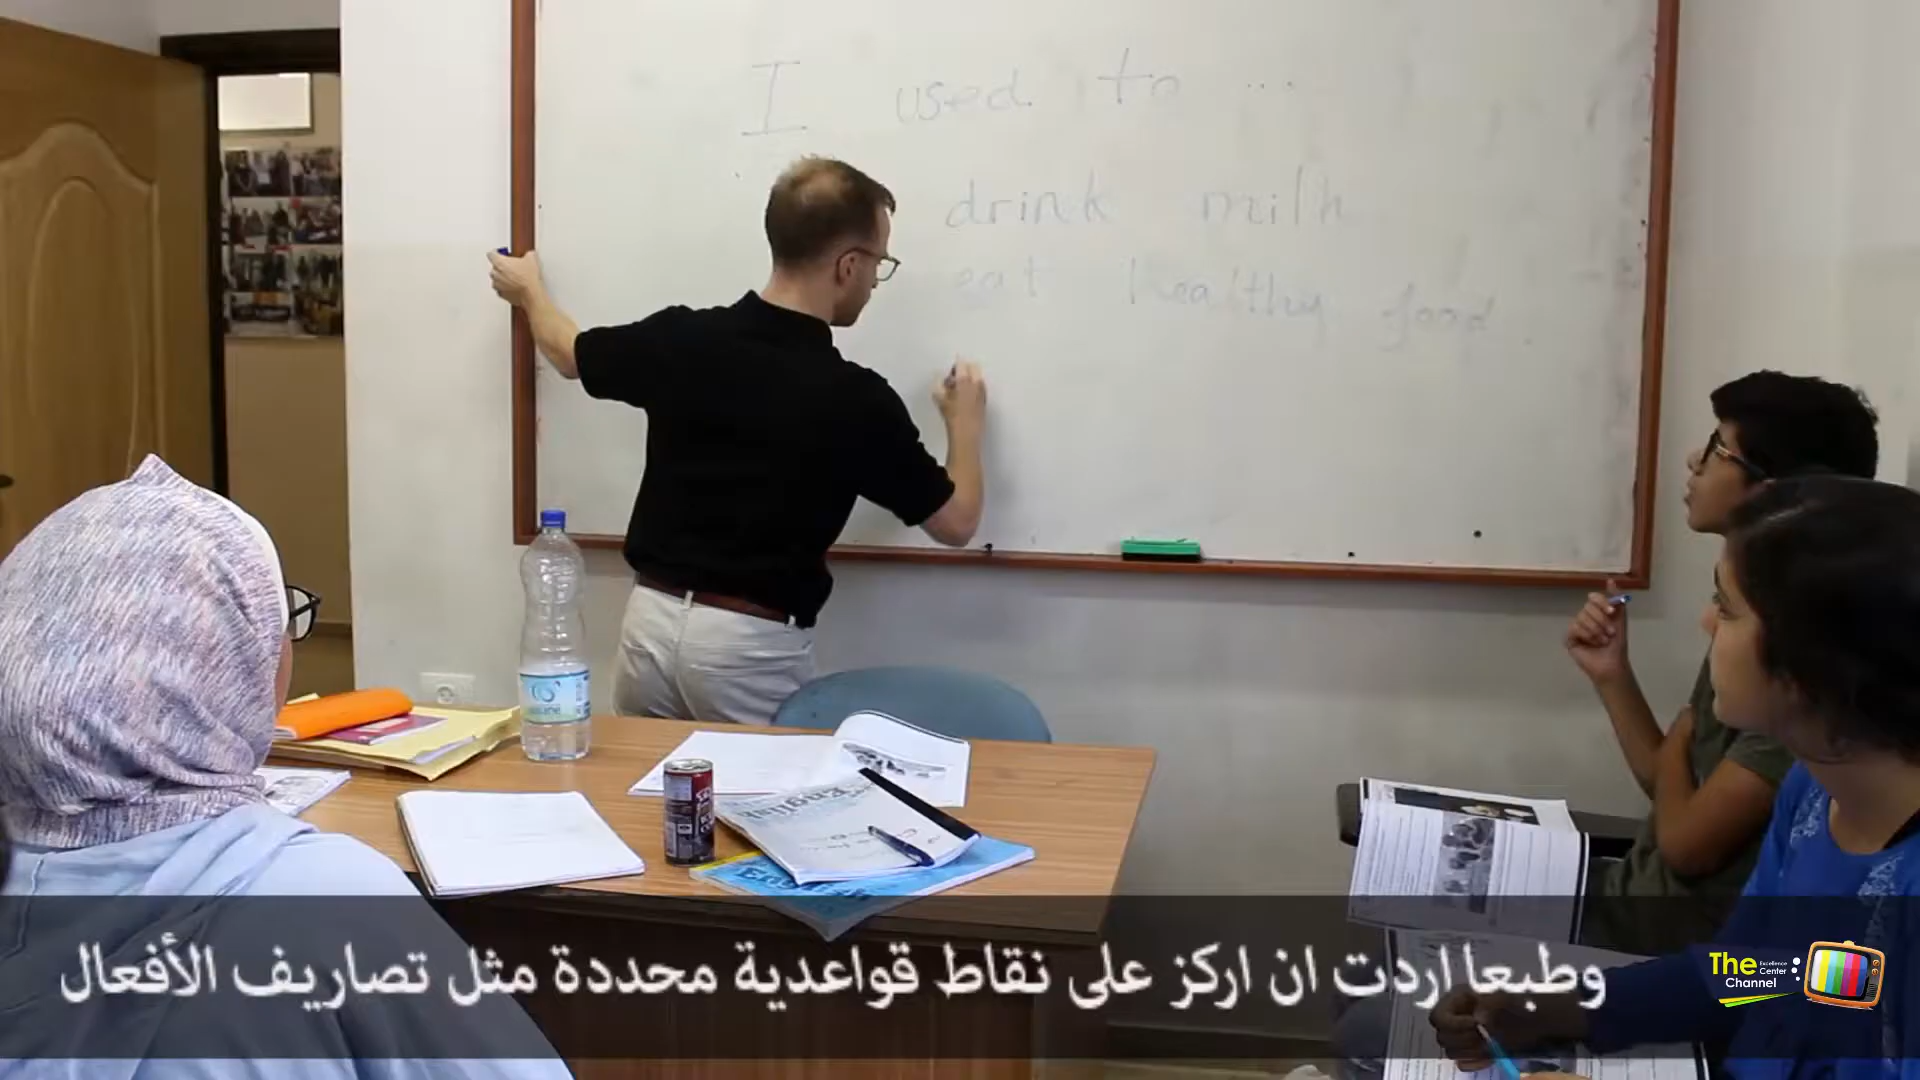 I used to ...
drink milk
eat healthy food.
English
وطبعا اردت ان اركز على نقاط قواعدية محددة مثل تصاريف الأفعال
The Excellence Center Channel